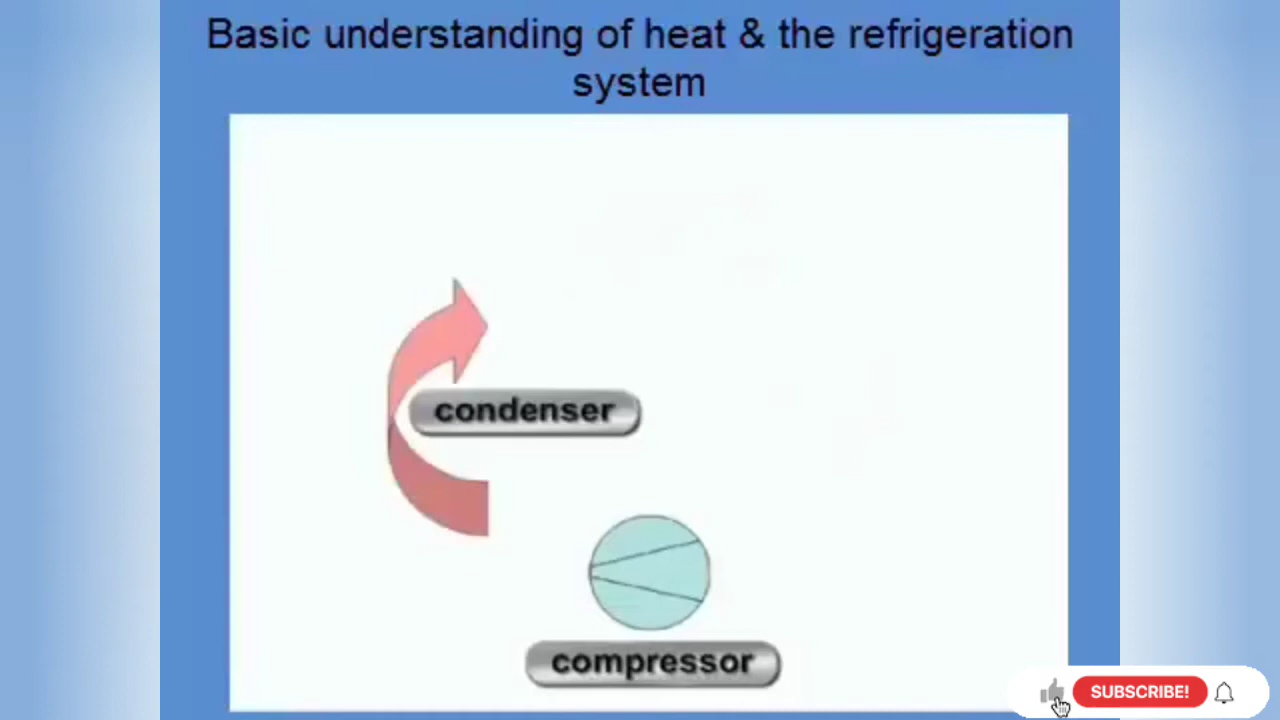 Basic understanding of heat & the refrigeration
system
condenser
compressor
SUBSCRIBE!